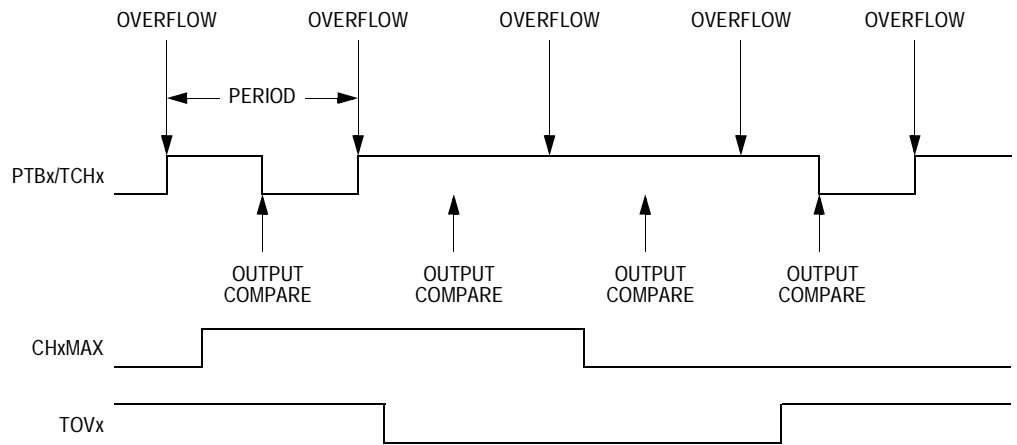 OVERFLOW OVERFLOW OVERFLOW OVERFLOW OVERFLOW
PERIOD
PTBx/TCHx
OUTPUT OUTPUT OUTPUT OUTPUT
COMPARE COMPARE COMPARE COMPARE
CHxMAX
TOVx